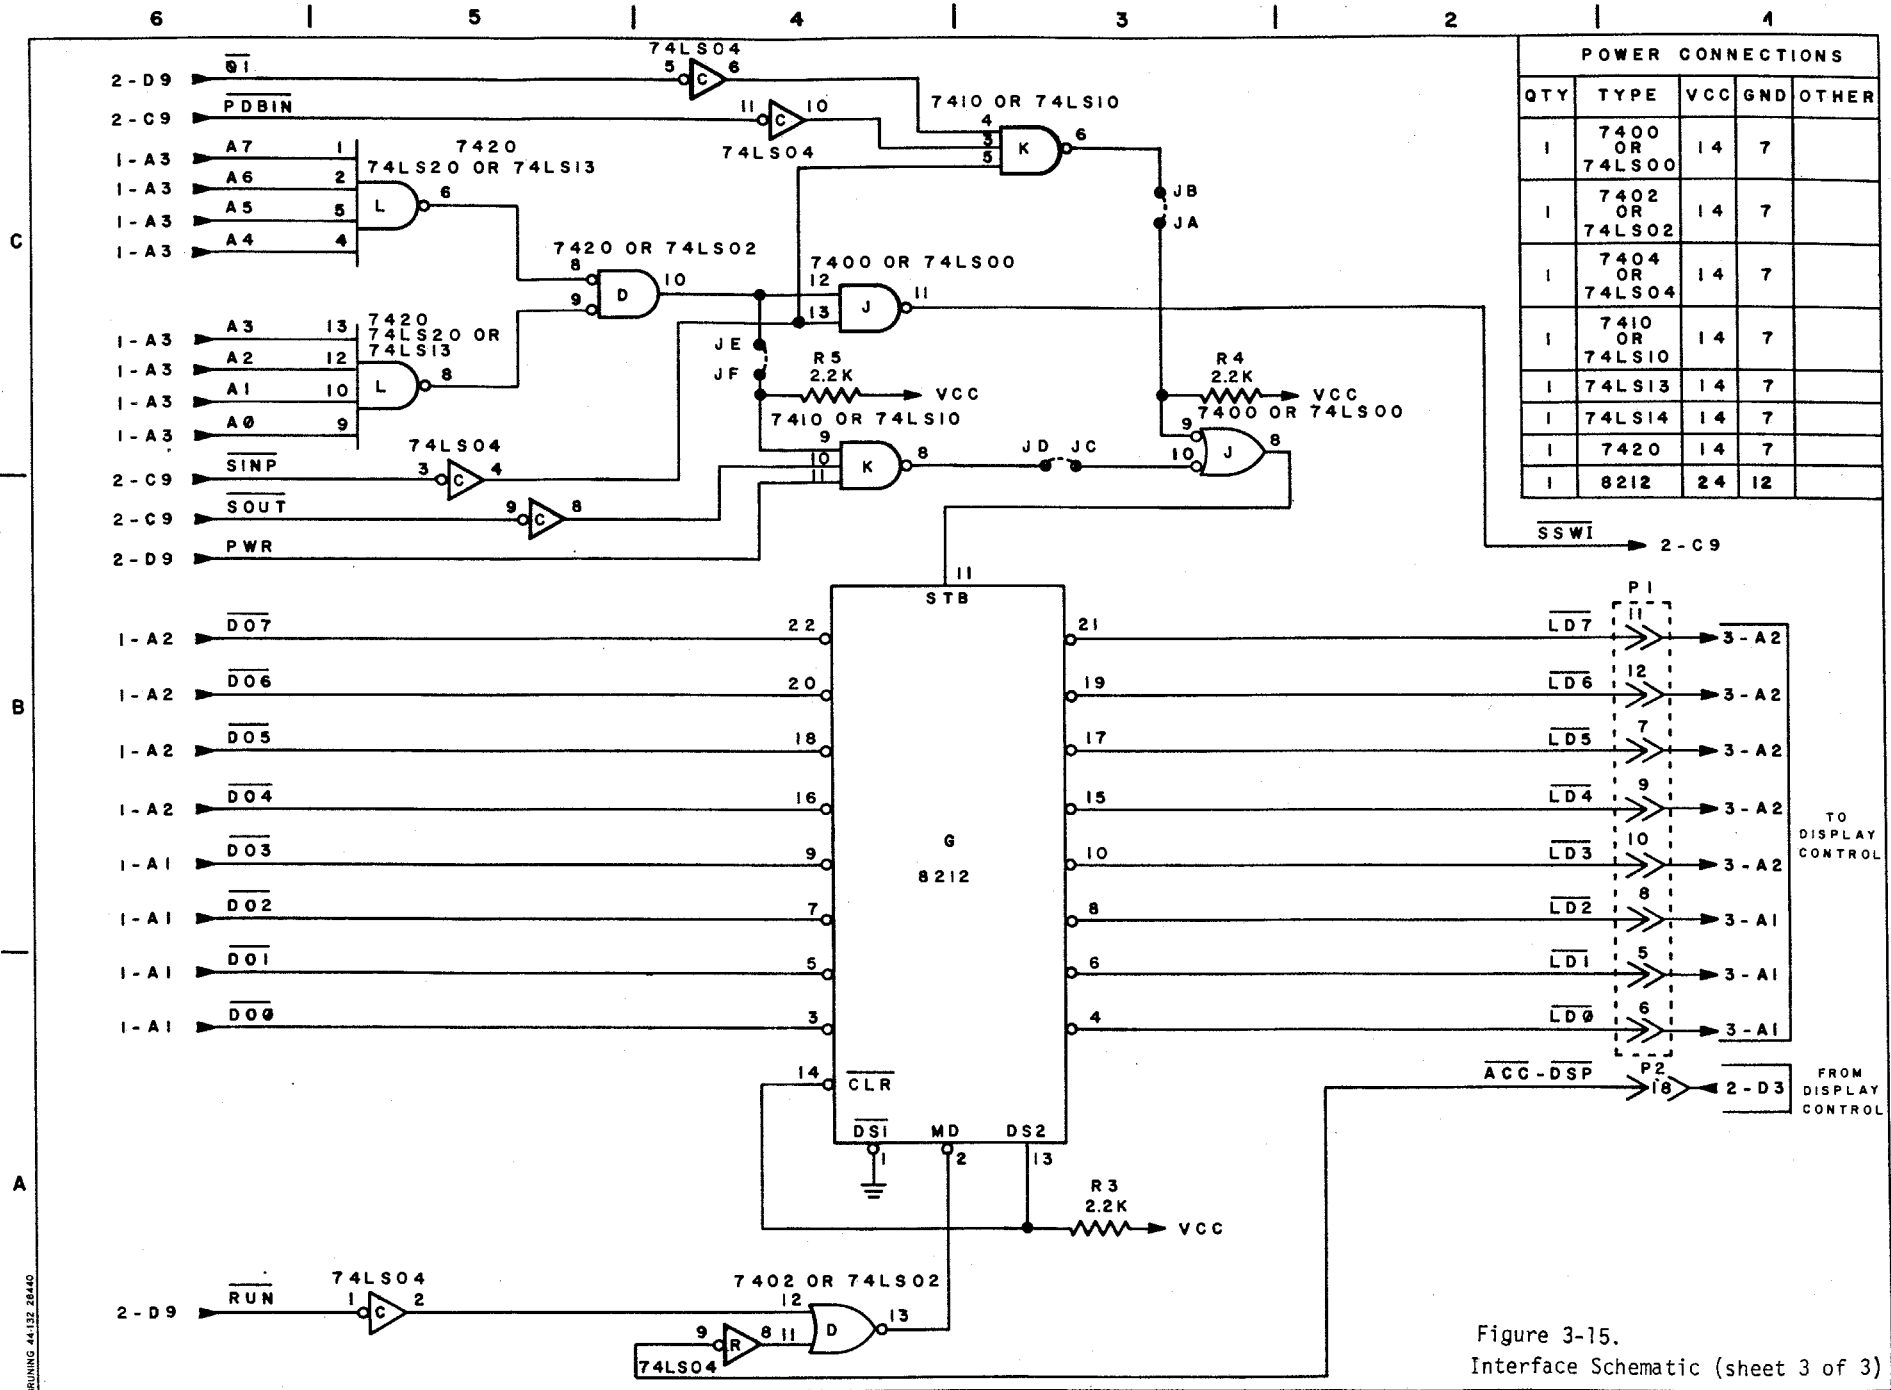 6 5 4 3 2 1
C
B
A
POWER CONNECTIONS
QTY TYPE VCC GND OTHER
1 7400 OR 74LS00 14 7
1 7402 OR 74LS02 14 7
1 7404 OR 74LS04 14 7
1 7410 OR 74LS10 14 7
1 74LS13 14 7
1 74LS14 14 7
1 7420 14 7
1 8212 24 12
2-D9 Ø1 5 74LS04 C 6
2-C9 PDBIN 11 C 10 74LS04
7410 OR 74LS10
4 3 5 K 6
JB
JA
1-A3 A7 1
1-A3 A6 2
1-A3 A5 5
1-A3 A4 4
7420
74LS20 OR 74LS13
L 6
7420 OR 74LS02
8 9 D 10
7400 OR 74LS00
12 13 J 11
1-A3 A3 13
1-A3 A2 12
1-A3 A1 10
1-A3 AØ 9
7420
74LS20 OR
74LS13
L 8
JE
JF
R5
2.2K
VCC
R4
2.2K
VCC
7410 OR 74LS10
9 10 11 K 8
JD JC
7400 OR 74LS00
9 10 J 8
2-C9 SINP 3 C 4 74LS04
2-C9 SOUT 9 C 8
2-D9 PWR
SSWI 2-C9
11
STB
P1
1-A2 DO7 22 21 LD7 11 3-A2
1-A2 DO6 20 19 LD6 12 3-A2
1-A2 DO5 18 17 LD5 7 3-A2
1-A2 DO4 16 15 LD4 9 3-A2
1-A1 DO3 9 10 LD3 10 3-A2
1-A1 DO2 7 8 LD2 8 3-A1
1-A1 DO1 5 6 LD1 5 3-A1
1-A1 DOØ 3 4 LDØ 6 3-A1
G
8212
TO
DISPLAY
CONTROL
14 CLR
ACC-DSP P2 18 2-D3
FROM
DISPLAY
CONTROL
DS1 MD DS2
1 2 13
R3
2.2K
VCC
2-D9 RUN 1 74LS04 C 2
7402 OR 74LS02
12 11 D 13
9 R 8
74LS04
BRUNING 44-132 28440
Figure 3-15.
Interface Schematic (sheet 3 of 3)